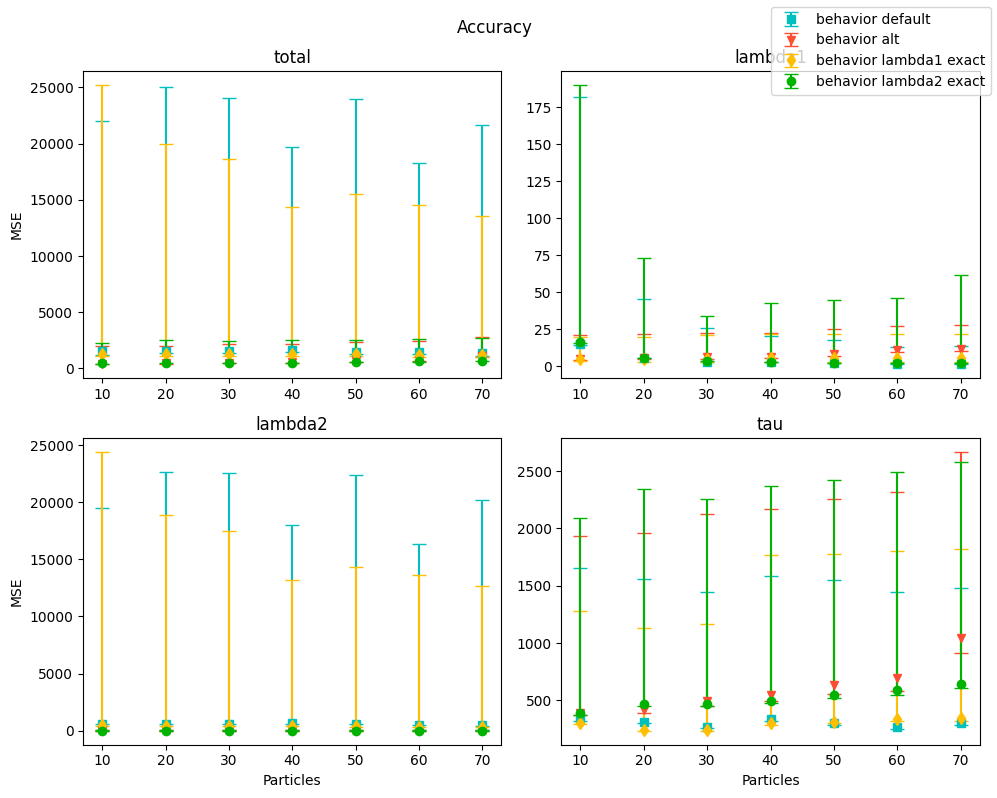 Accuracy
behavior default
behavior alt
behavior lambda1 exact
behavior lambda2 exact
total
MSE
25000
20000
15000
10000
5000
0
10 20 30 40 50 60 70
lambda1
175
150
125
100
75
50
25
0
10 20 30 40 50 60 70
lambda2
MSE
25000
20000
15000
10000
5000
0
10 20 30 40 50 60 70
Particles
tau
2500
2000
1500
1000
500
10 20 30 40 50 60 70
Particles